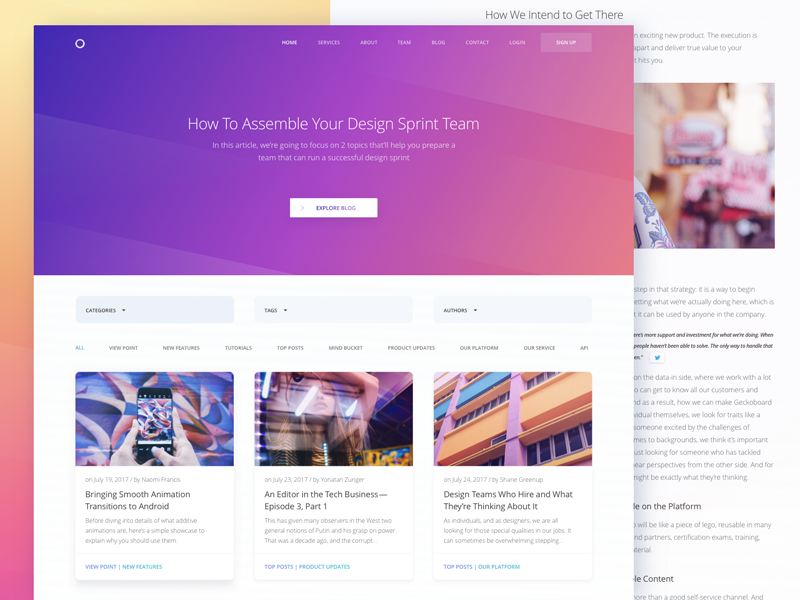 How We Intend to Get There
HOME SERVICES ABOUT TEAM BLOG CONTACT LOGIN SIGN UP
How To Assemble Your Design Sprint Team
In this article, we're going to focus on 2 topics that'll help you prepare a
team that can run a successful design sprint
EXPLORE BLOG
CATEGORIES TAGS AUTHORS
ALL VIEW POINT NEW FEATURES TUTORIALS TOP POSTS MIND BUCKET PRODUCT UPDATES OUR PLATFORM OUR SERVICE API
on July 19, 2017 / by Naomi Francis
Bringing Smooth Animation
Transitions to Android
Before diving into details of what additive
animations are, here's a simple showcase to
explain why you should use them.
VIEW POINT | NEW FEATURES
on July 23, 2017 / by Yonatan Zunger
An Editor in the Tech Business—
Episode 3, Part 1
This has given many observers in the West two
general notions of Putin and his grasp on power
That was a decade ago, and the corrupt..
TOP POSTS | PRODUCT UPDATES
on July 24, 2017 / by Shane Greenup
Design Teams Who Hire and What
They're Thinking About It
As individuals, and as designers, we are all
looking for those special qualities in our jobs. It
can sometimes be overwhelming stepping...
TOP POSTS | OUR PLATFORM
n exciting new product. The execution is
apart and deliver true value to your
t hits you.
step in that strategy: it is a way to begin
etting what we're actually doing here, which is
t it can be used by anyone in the company.
ere's more support and investment for what we're doing. When
people haven't been able to solve. The only way to handle that
en."
on the data-in side, where we work with a lot
o can get to know all our customers and
nd as a result, how we can make Geckoboard
vidual themselves, we look for traits like a
someone excited by the challenges of
mes to backgrounds, we think it's important
ust looking for someone who has tackled
ear perspectives from the other side. And for
might be exactly what they're thinking.
le on the Platform
o will be like a piece of lego, reusable in many
nd partners, certification exams, training,
aterial.
ble Content
more than a good self-service channel. And